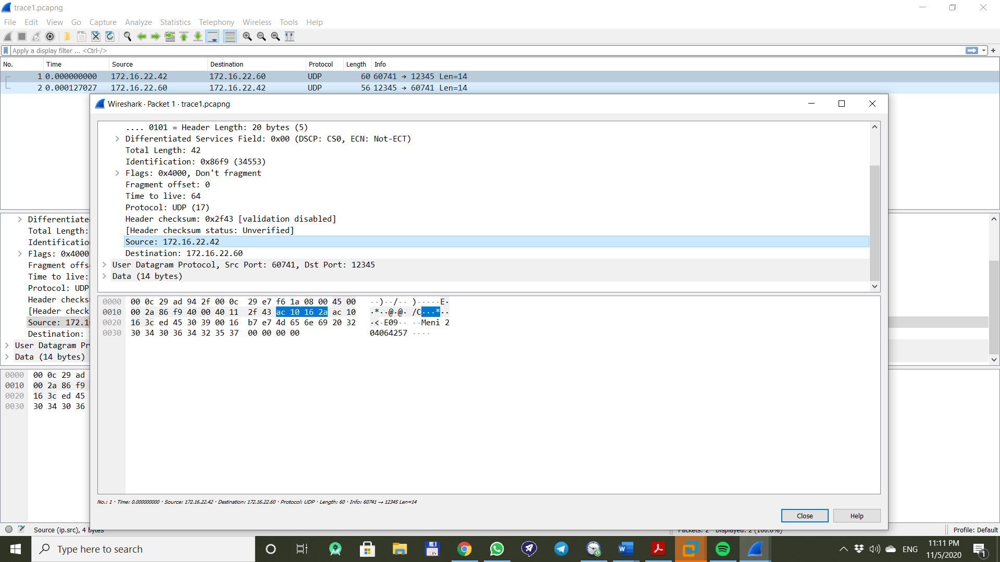 trace1.pcapng
File Edit View Go Capture Analyze Statistics Telephony Wireless Tools Help
Apply a display filter ... <Ctrl-/>
No. Time Source Destination Protocol Length Info
1 0.000000000 172.16.22.42 172.16.22.60 UDP 60 60741 → 12345 Len=14
2 0.000127027 172.16.22.60 172.16.22.42 UDP 56 12345 → 60741 Len=14
Wireshark · Packet 1 · trace1.pcapng
.... 0101 = Header Length: 20 bytes (5)
Differentiated Services Field: 0x00 (DSCP: CS0, ECN: Not-ECT)
Total Length: 42
Identification: 0x86f9 (34553)
Flags: 0x4000, Don't fragment
Fragment offset: 0
Time to live: 64
Protocol: UDP (17)
Header checksum: 0x2f43 [validation disabled]
[Header checksum status: Unverified]
Source: 172.16.22.42
Destination: 172.16.22.60
User Datagram Protocol, Src Port: 60741, Dst Port: 12345
Data (14 bytes)
0000 00 0c 29 ad 94 2f 00 0c 29 e7 f6 1a 08 00 45 00 ··)··/·· )·····E·
0010 00 2a 86 f9 40 00 40 11 2f 43 ac 10 16 2a ac 10 ·*··@·@· /C···*··
0020 16 3c ed 45 30 39 00 16 b7 e7 4d 65 6e 69 20 32 ·<·E09·· ··Meni 2
0030 30 34 30 36 34 32 35 37 00 00 00 00 04064257 ····
No.: 1 · Time: 0.000000000 · Source: 172.16.22.42 · Destination: 172.16.22.60 · Protocol: UDP · Length: 60 · Info: 60741 → 12345 Len=14
Close Help
Differentiate
Total Length:
Identificatio
Flags: 0x4000
Fragment offs
Time to live:
Protocol: UDP
Header checks
[Header check
Source: 172.1
Destination:
User Datagram Pr
Data (14 bytes)
0000 00 0c 29 ad
0010 00 2a 86 f9
0020 16 3c ed 45
0030 30 34 30 36
Source (ip.src), 4 bytes Packets: 2 · Displayed: 2 (100.0%) Profile: Default
Type here to search
64
ENG
11:11 PM
11/5/2020
1